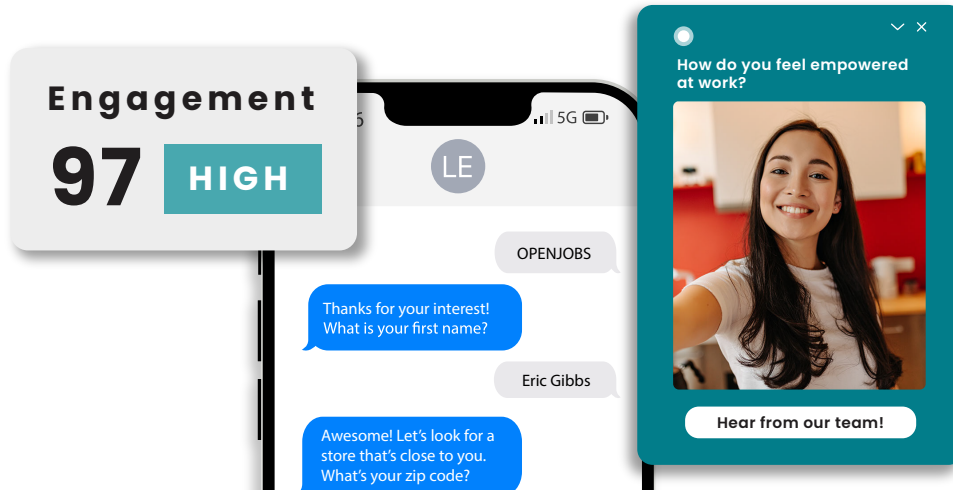 Engagement
97 HIGH
5G
LE
OPENJOBS
Thanks for your interest!
What is your first name?
Eric Gibbs
Awesome! Let's look for a
store that's close to you.
What's your zip code?
How do you feel empowered
at work?
Hear from our team!